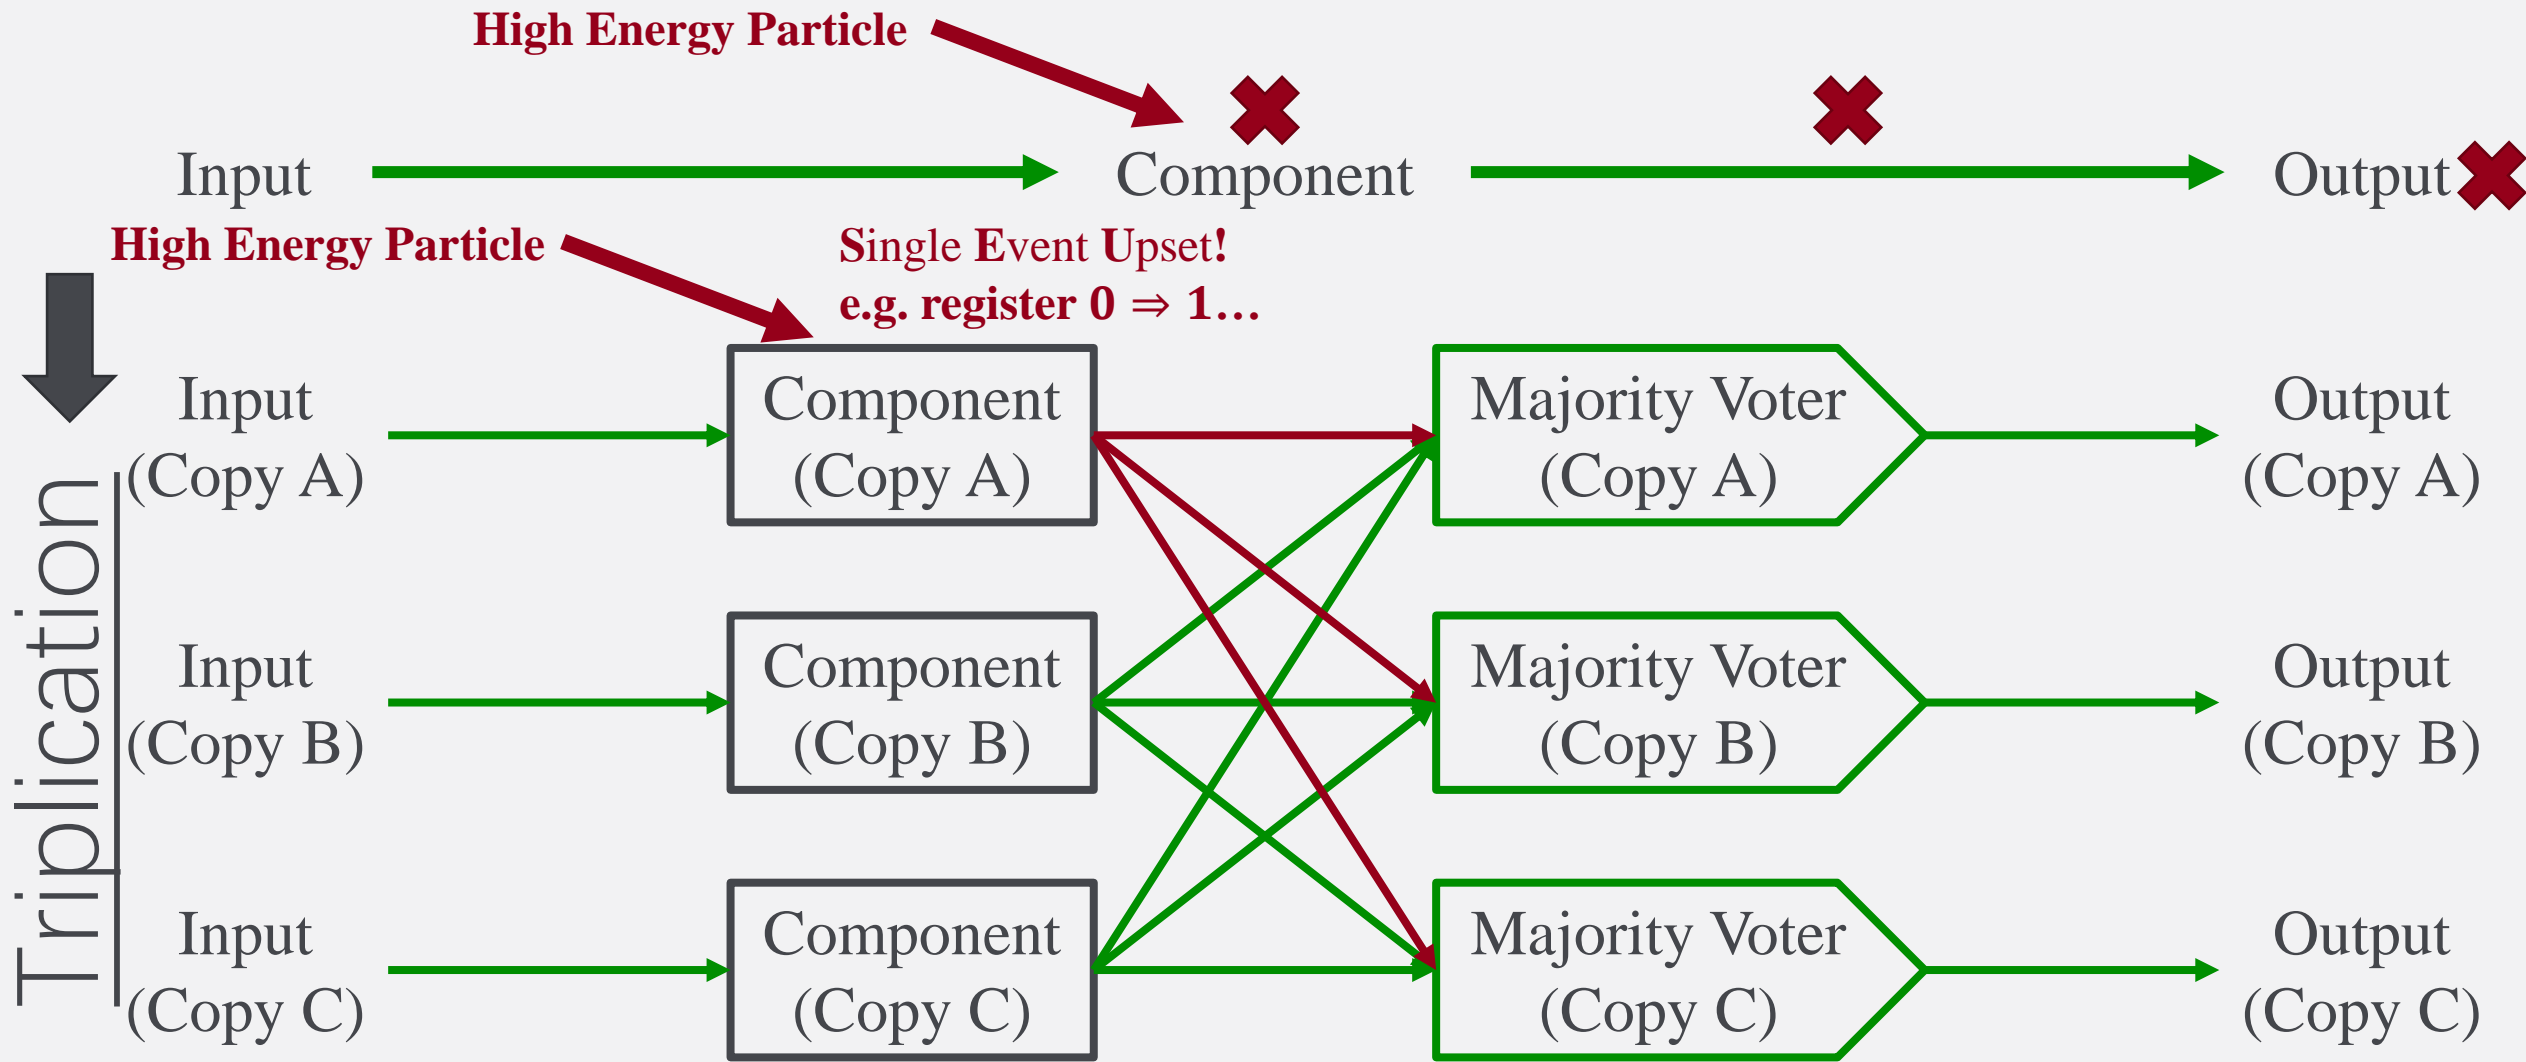 High Energy Particle
Input
Component
Output
High Energy Particle
Single Event Upset!
e.g. register 0 ⇒ 1…
Triplication
Input
(Copy A)
Component
(Copy A)
Majority Voter
(Copy A)
Output
(Copy A)
Input
(Copy B)
Component
(Copy B)
Majority Voter
(Copy B)
Output
(Copy B)
Input
(Copy C)
Component
(Copy C)
Majority Voter
(Copy C)
Output
(Copy C)